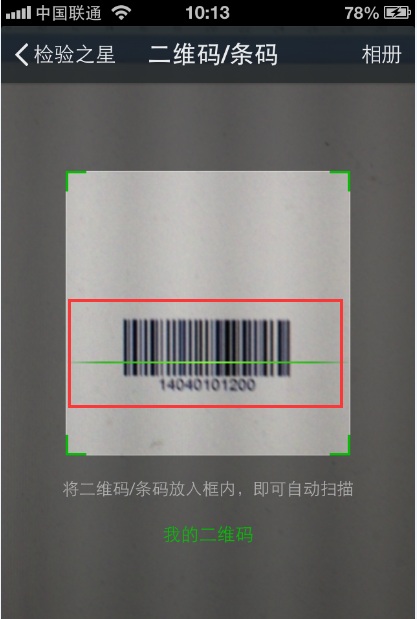 中国联通 10:13 78%
检验之星 二维码/条码 相册
14040101200
将二维码/条码放入框内，即可自动扫描
我的二维码